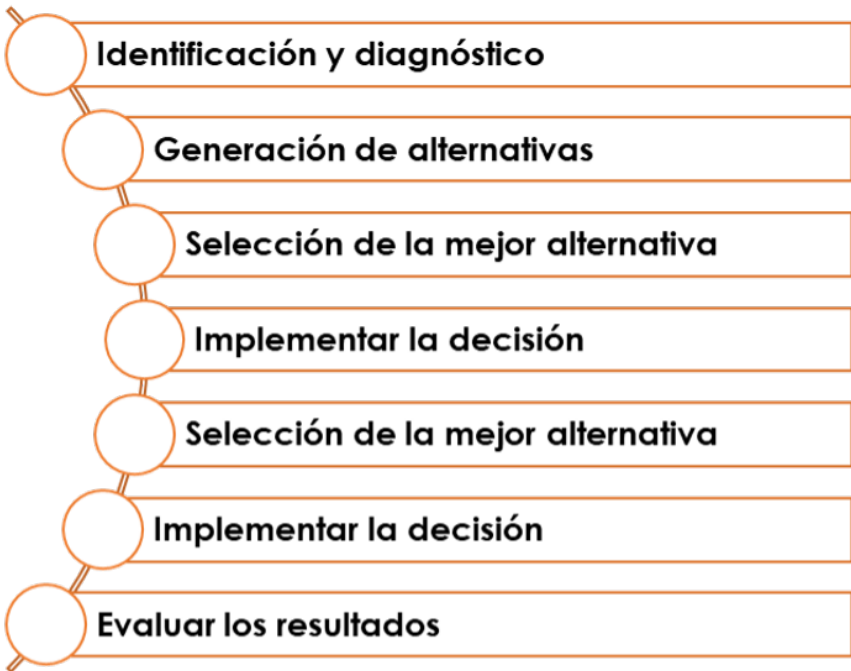 Identificación y diagnóstico
Generación de alternativas
Selección de la mejor alternativa
Implementar la decisión
Selección de la mejor alternativa
Implementar la decisión
Evaluar los resultados